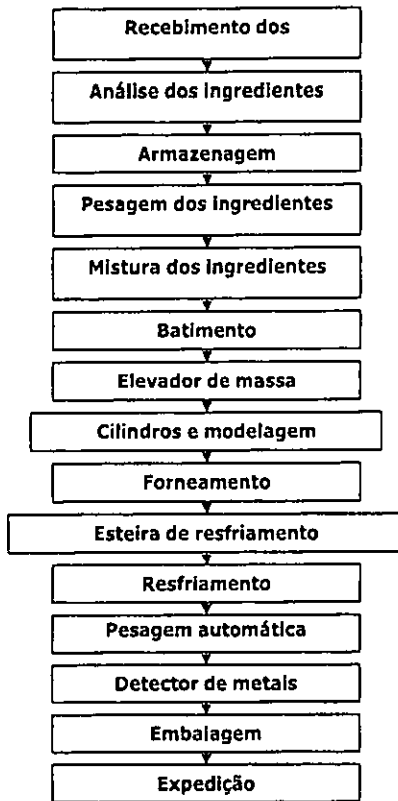 Recebimento dos
Análise dos ingredientes
Armazenagem
Pesagem dos ingredientes
Mistura dos ingredientes
Batimento
Elevador de massa
Cilindros e modelagem
Forneamento
Esteira de resfriamento
Resfriamento
Pesagem automática
Detector de metais
Embalagem
Expedição